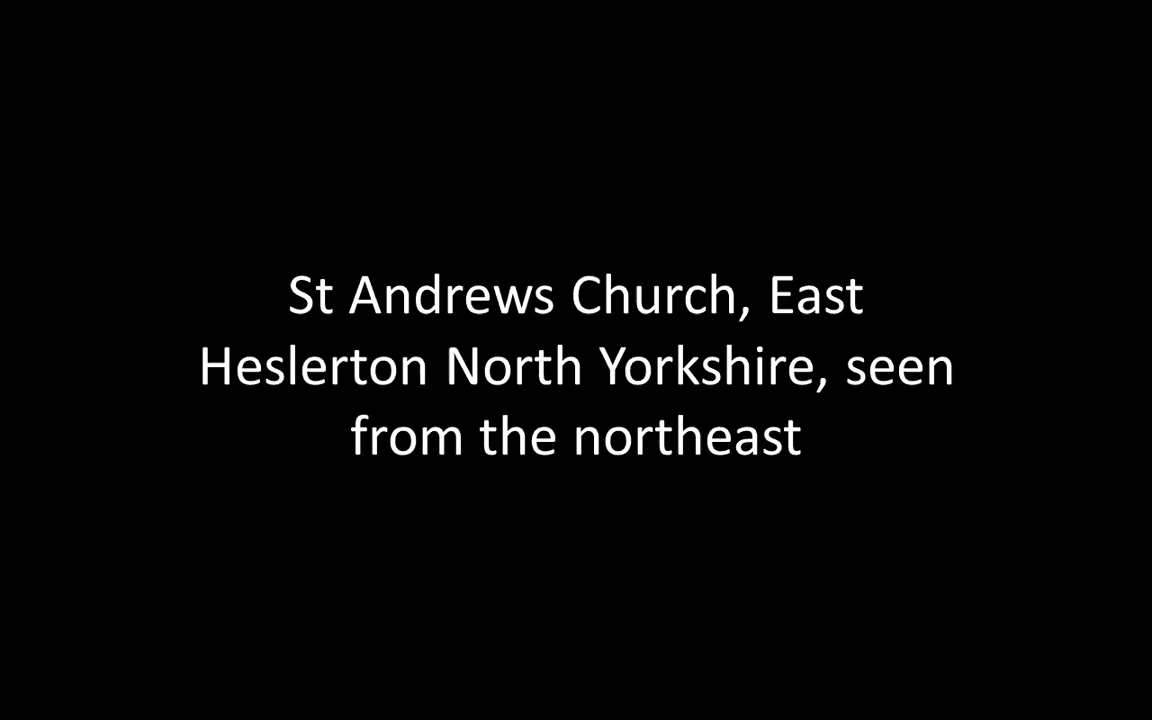 St Andrews Church, East
Heslerton North Yorkshire, seen
from the northeast